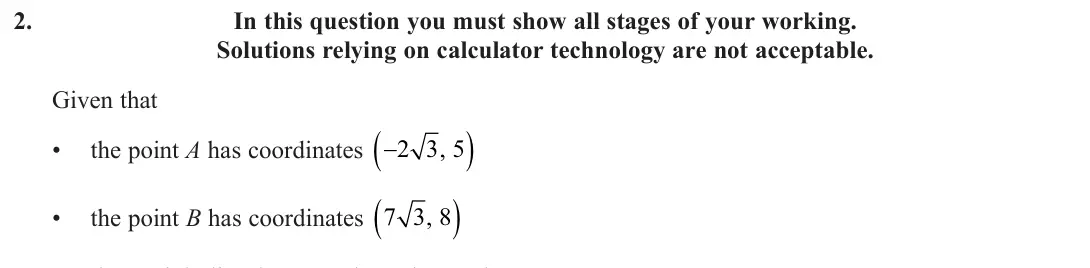 2. In this question you must show all stages of your working.
Solutions relying on calculator technology are not acceptable.
Given that
• the point A has coordinates (−2√3, 5)
• the point B has coordinates (7√3, 8)